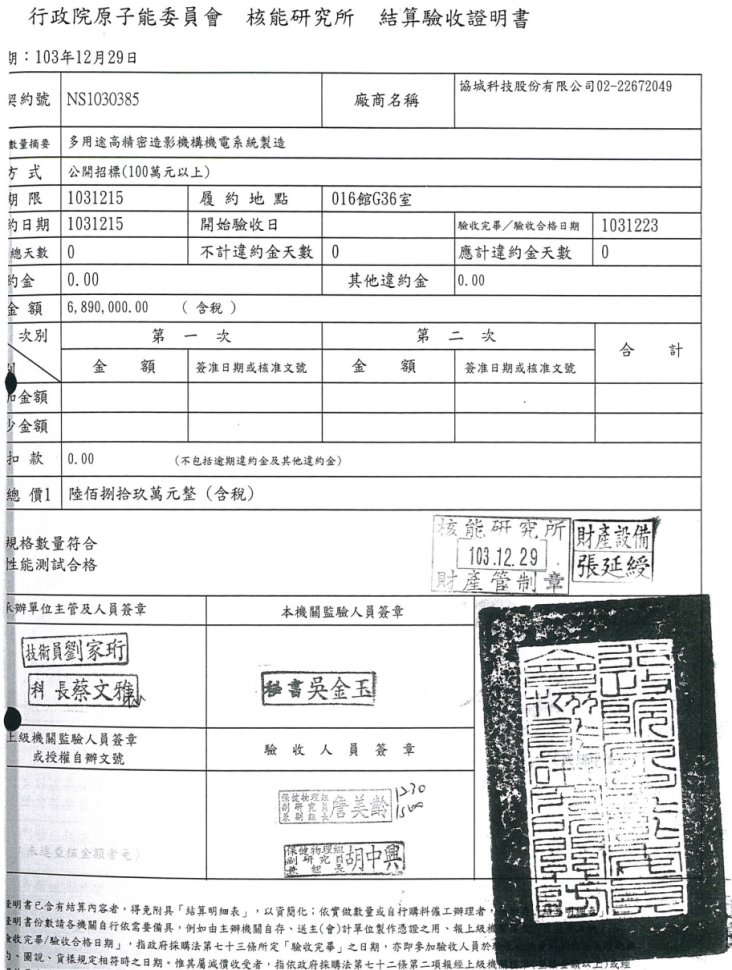 行政院原子能委員會 核能研究所 結算驗收證明書
期：103年12月29日
契約號 NS1030385 廠商名稱 協城科技股份有限公司02-22672049
數量摘要 多用途高精密造影機構機電系統製造
方式 公開招標(100萬元以上)
期限 1031215 履約地點 016館G36室
約日期 1031215 開始驗收日 驗收完畢/驗收合格日期 1031223
總天數 0 不計違約金天數 0 應計違約金天數 0
約金 0.00 其他違約金 0.00
金額 6,890,000.00 (含稅)
次別 第一次 第二次 合計
別 金額 簽准日期或核准文號 金額 簽准日期或核准文號
加金額
少金額
扣款 0.00 (不包括逾期違約金及其他違約金)
總價1 陸佰捌拾玖萬元整(含稅)
規格數量符合
性能測試合格
核能研究所
103.12.29
財產管制章
財產設備
張延綬
承辦單位主管及人員簽章 本機關監驗人員簽章
技術員劉家珩
科長蔡文雅
秘書吳金玉
上級機關監驗人員簽章
或授權自辦文號
驗收人員簽章
保健物理組
副研究員
兼副組長
詹美齡
1230
1500
保健物理組
副研究員
兼組長
胡中興
未達查核金額者免)
證明書已含有結算內容者，得免附具「結算明細表」，以資簡化；依實做數量或自行購料僱工辦理者，
證明書份數請各機關自行依需要備具，例如由主辦機關自存、送主(會)計單位製作憑證之用、報上級機
驗收完畢/驗收合格日期」，指政府採購法第七十三條所定「驗收完畢」之日期，亦即參加驗收人員於
約、圖說、貨樣規定相符時之日期。惟其屬減價收受者，指依政府採購法第七十二條第二項報經上級機